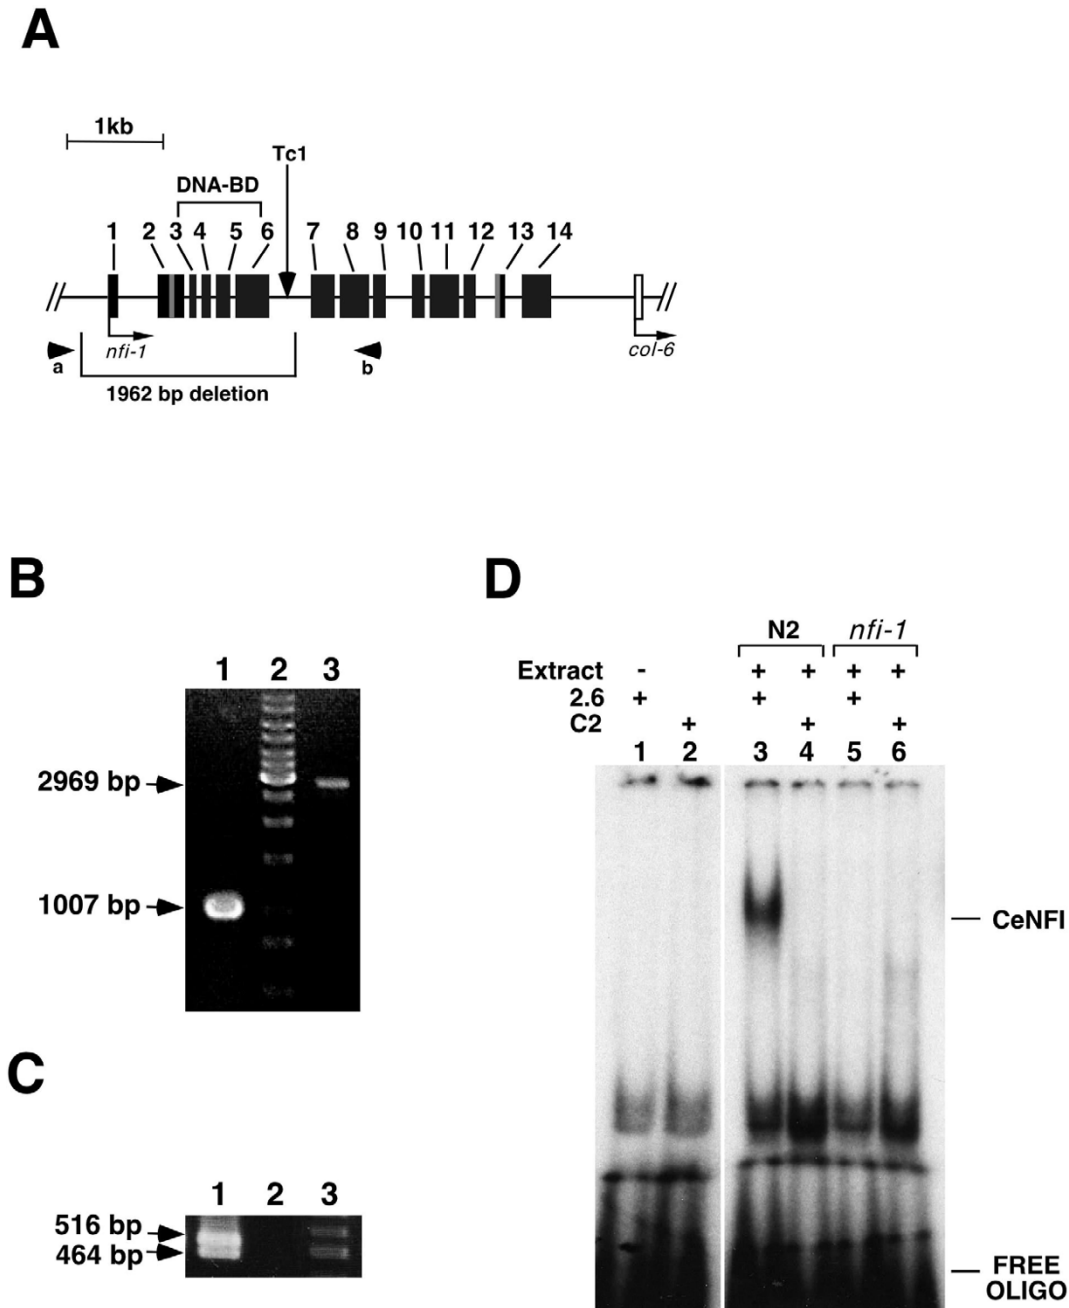 A
1kb
Tc1
DNA-BD
1 2 3 4 5 6 7 8 9 10 11 12 13 14
nfi-1
col-6
a
b
1962 bp deletion
B
1 2 3
2969 bp
1007 bp
C
1 2 3
516 bp
464 bp
D
N2 nfi-1
Extract - + + + +
2.6 + + +
C2 + + +
1 2 3 4 5 6
CeNFI
FREE
OLIGO